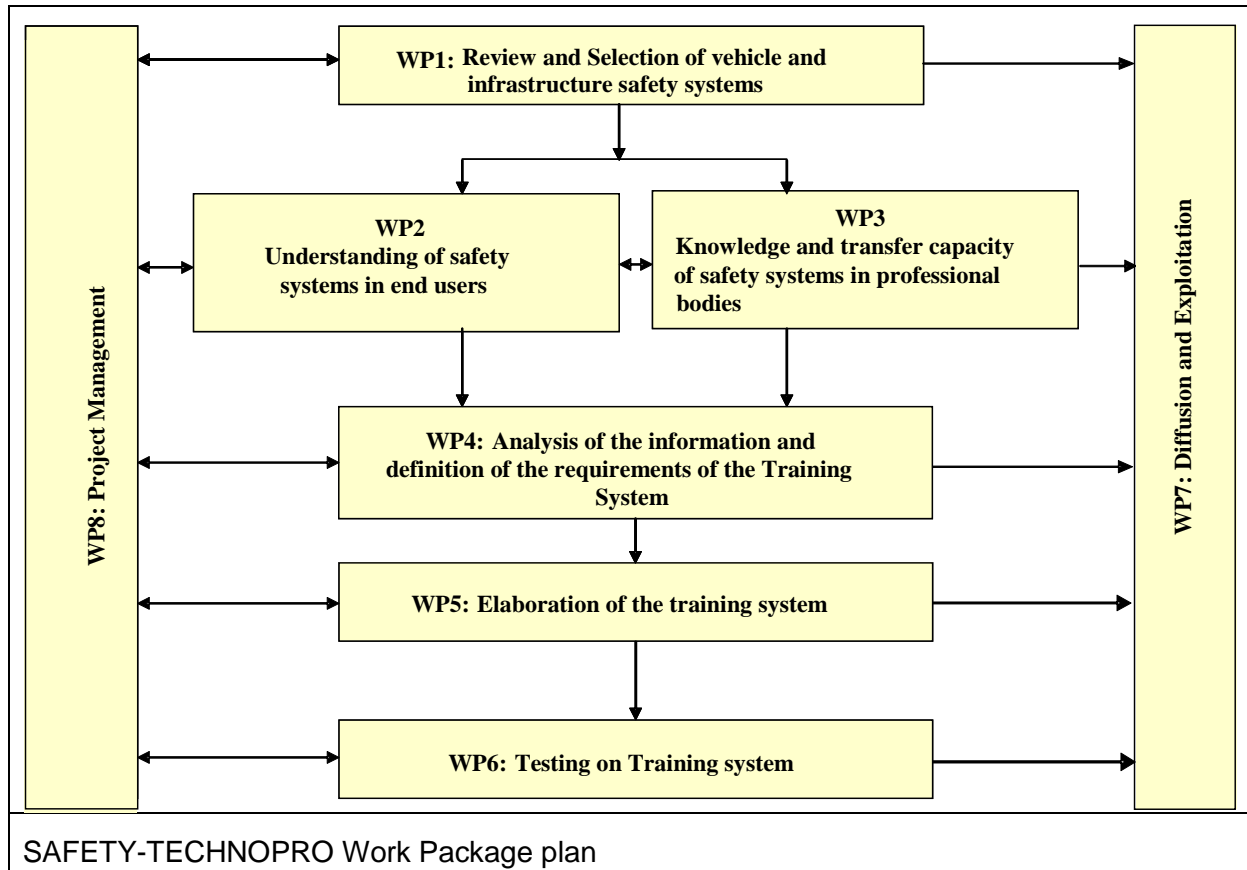 WP8: Project Management
WP1: Review and Selection of vehicle and
infrastructure safety systems
WP2
Understanding of safety
systems in end users
WP3
Knowledge and transfer capacity
of safety systems in professional
bodies
WP4: Analysis of the information and
definition of the requirements of the Training
System
WP5: Elaboration of the training system
WP6: Testing on Training system
WP7: Diffusion and Exploitation
SAFETY-TECHNOPRO Work Package plan